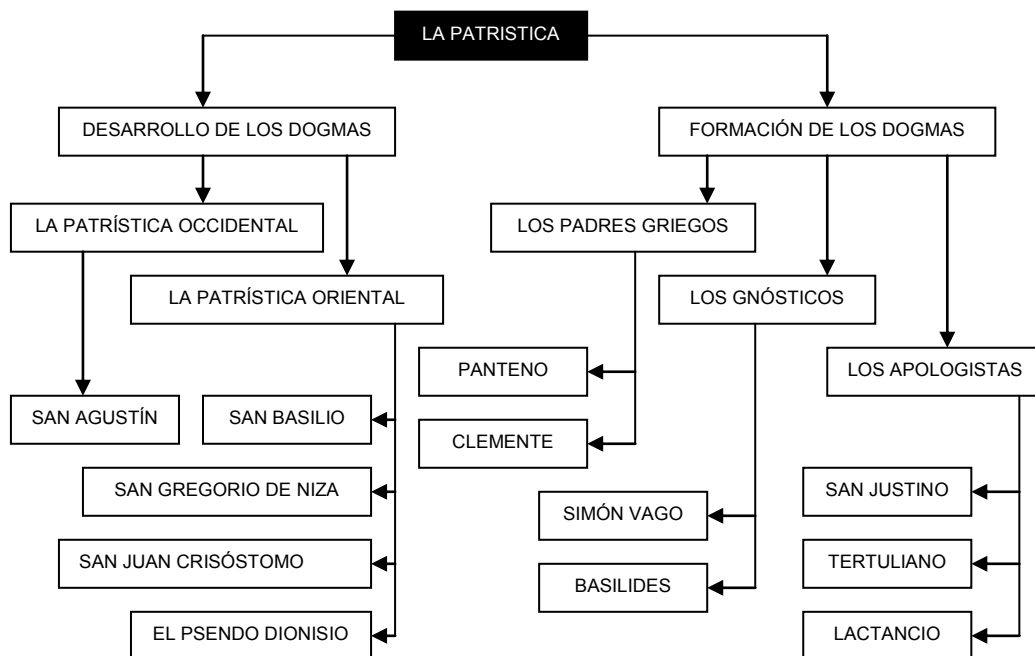 LA PATRISTICA
DESARROLLO DE LOS DOGMAS
FORMACIÓN DE LOS DOGMAS
LA PATRÍSTICA OCCIDENTAL
LOS PADRES GRIEGOS
LA PATRÍSTICA ORIENTAL
LOS GNÓSTICOS
PANTENO
LOS APOLOGISTAS
SAN AGUSTÍN
SAN BASILIO
CLEMENTE
SAN GREGORIO DE NIZA
SAN JUSTINO
SIMÓN VAGO
SAN JUAN CRISÓSTOMO
TERTULIANO
BASILIDES
EL PSENDO DIONISIO
LACTANCIO